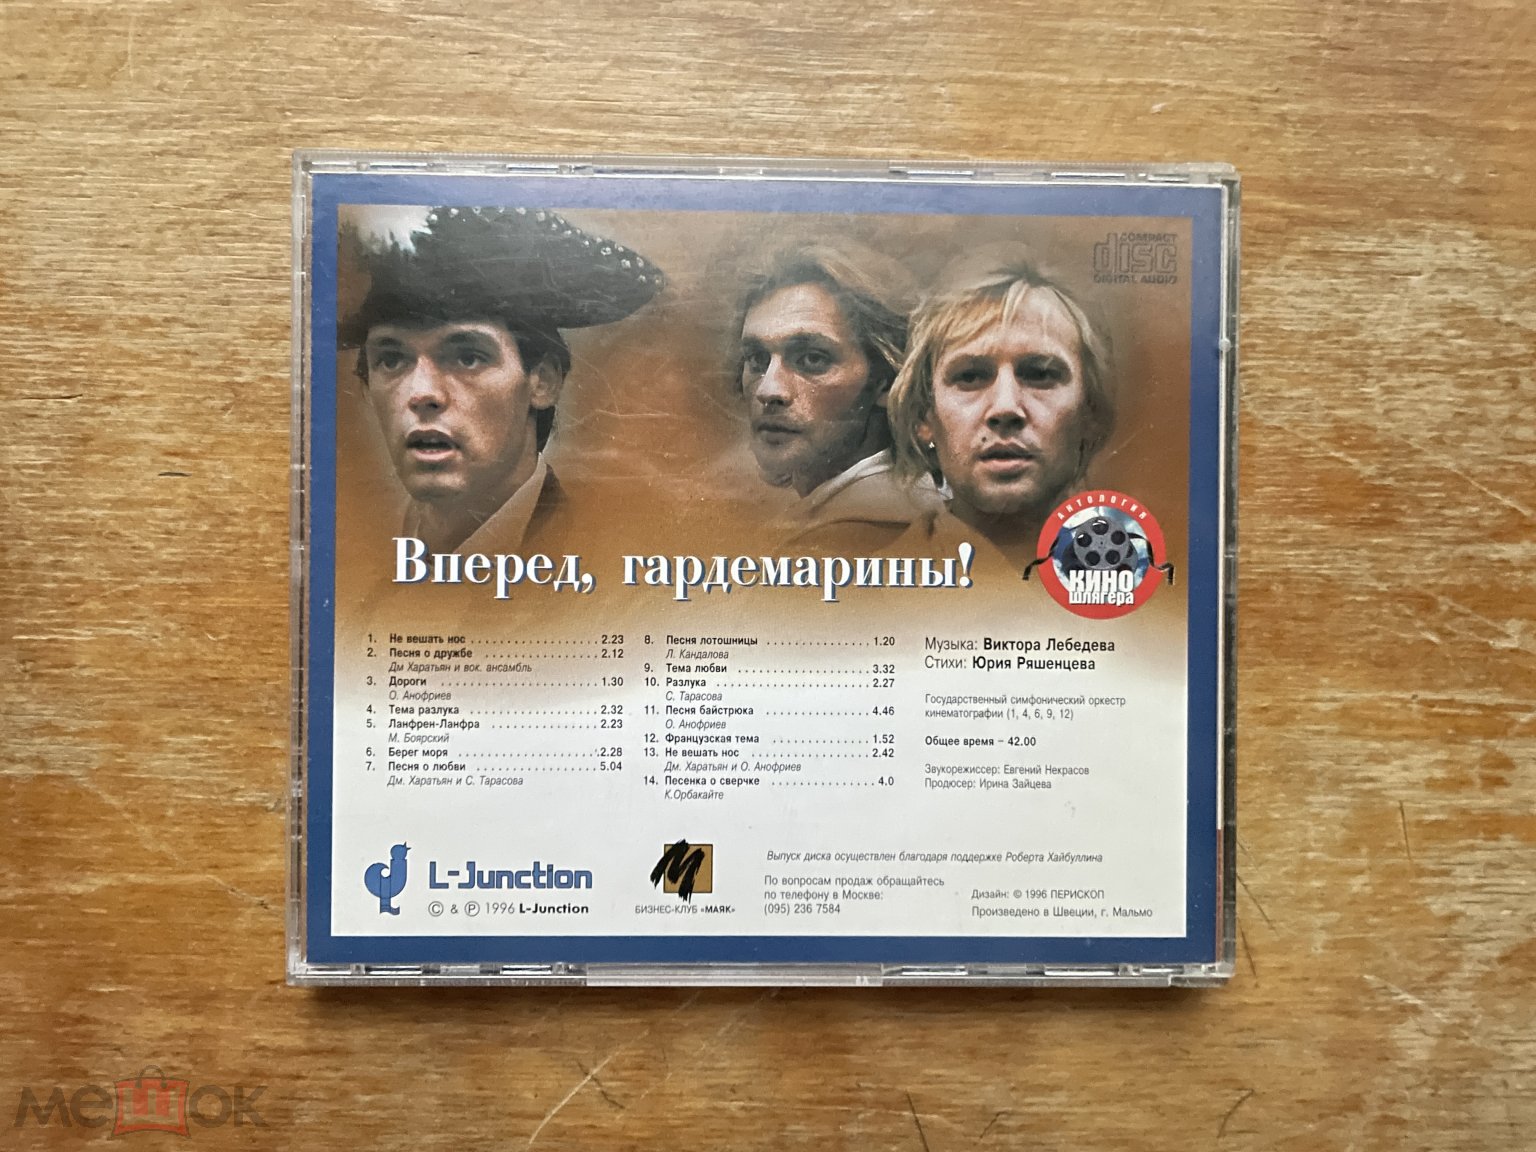 COMPACT
disc
DIGITAL AUDIO
АНТОЛОГИЯ
КИНО
шлягера
Вперед, гардемарины!
1. Не вешать нос 2.23
2. Песня о дружбе 2.12
Дм Харатьян и вок. ансамбль
3. Дороги 1.30
О. Анофриев
4. Тема разлука 2.32
5. Ланфрен-Ланфра 2.23
М. Боярский
6. Берег моря 2.28
7. Песня о любви 5.04
Дм. Харатьян и С. Тарасова
8. Песня лотошницы 1.20
Л. Кандалова
9. Тема любви 3.32
10. Разлука 2.27
С. Тарасова
11. Песня байстрюка 4.46
О. Анофриев
12. Французская тема 1.52
13. Не вешать нос 2.42
Дм. Харатьян и О. Анофриев
14. Песенка о сверчке 4.0
К.Орбакайте
Музыка: Виктора Лебедева
Стихи: Юрия Ряшенцева
Государственный симфонический оркестр
кинематографии (1, 4, 6, 9, 12)
Общее время – 42.00
Звукорежиссер: Евгений Некрасов
Продюсер: Ирина Зайцева
L-Junction
© & ℗ 1996 L-Junction
М
БИЗНЕС-КЛУБ «МАЯК»
Выпуск диска осуществлен благодаря поддержке Роберта Хайбуллина
По вопросам продаж обращайтесь
по телефону в Москве:
(095) 236 7584
Дизайн: © 1996 ПЕРИСКОП
Произведено в Швеции, г. Мальмо
мешок